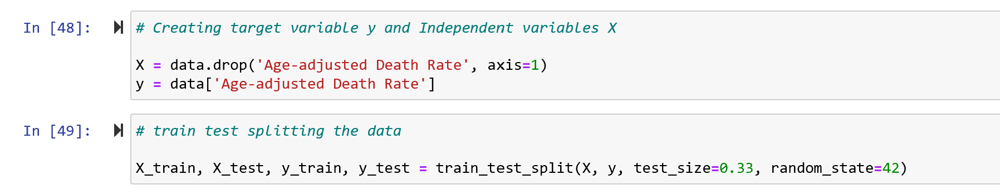 In [48]:
# Creating target variable y and Independent variables X
X = data.drop('Age-adjusted Death Rate', axis=1)
y = data['Age-adjusted Death Rate']
In [49]:
# train test splitting the data
X_train, X_test, y_train, y_test = train_test_split(X, y, test_size=0.33, random_state=42)